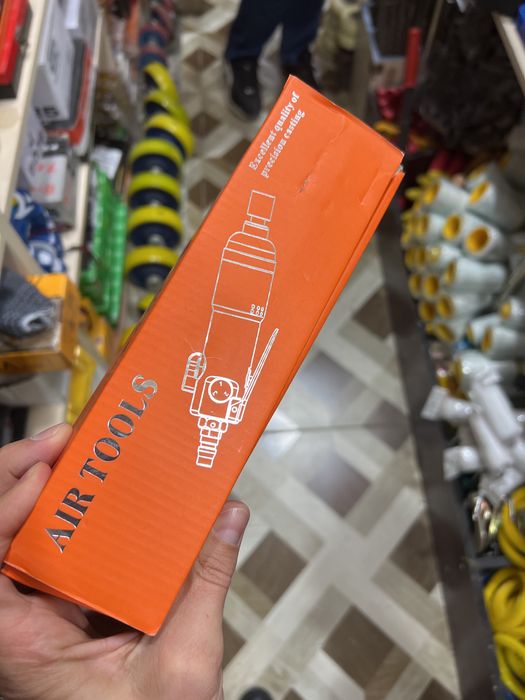 Excellent quality of
precision casting
AIR TOOLS